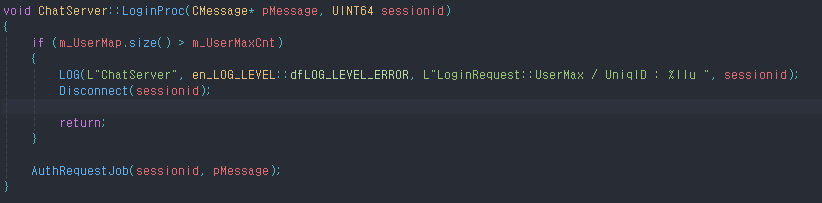 void ChatServer::LoginProc(CMessage* pMessage, UINT64 sessionid)
{
    if (m_UserMap.size() > m_UserMaxCnt)
    {
        LOG(L"ChatServer", en_LOG_LEVEL::dfLOG_LEVEL_ERROR, L"LoginRequest::UserMax / UniqID : %llu ", sessionid);
        Disconnect(sessionid);
        return;
    }
    AuthRequestJob(sessionid, pMessage);
}